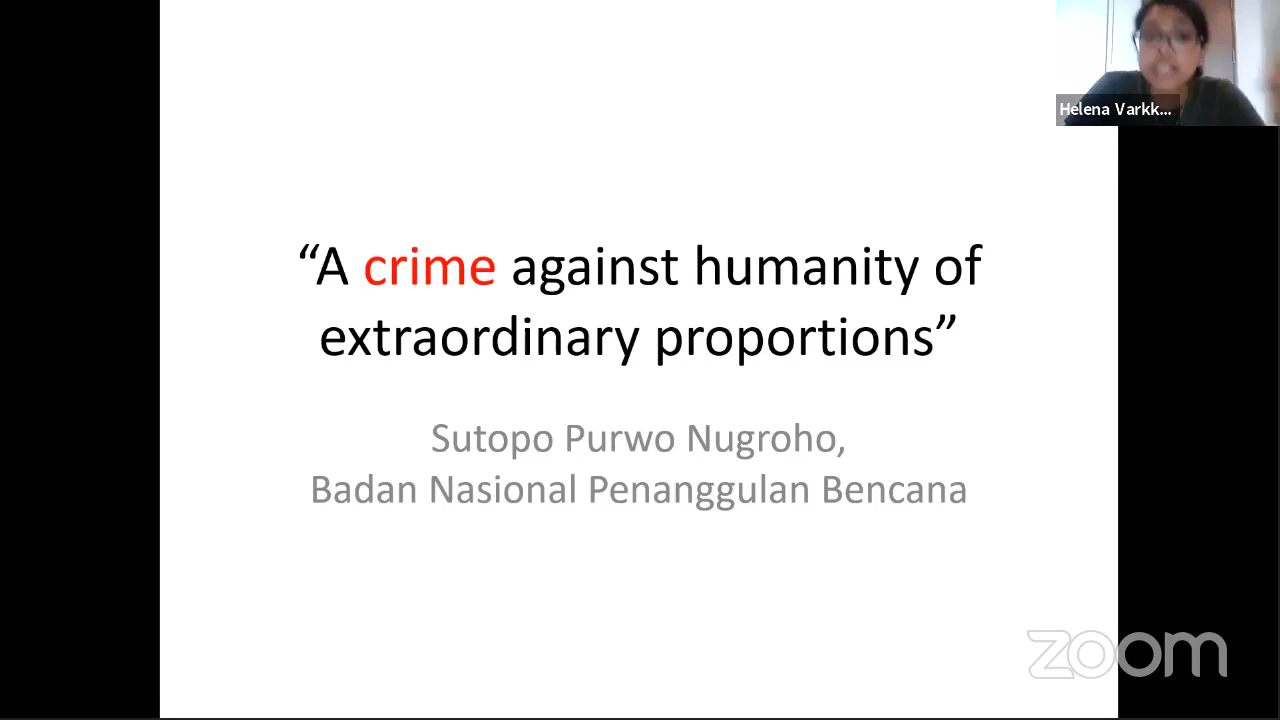 Helena Varkk...
“A crime against humanity of
extraordinary proportions”
Sutopo Purwo Nugroho,
Badan Nasional Penanggulan Bencana
zoom